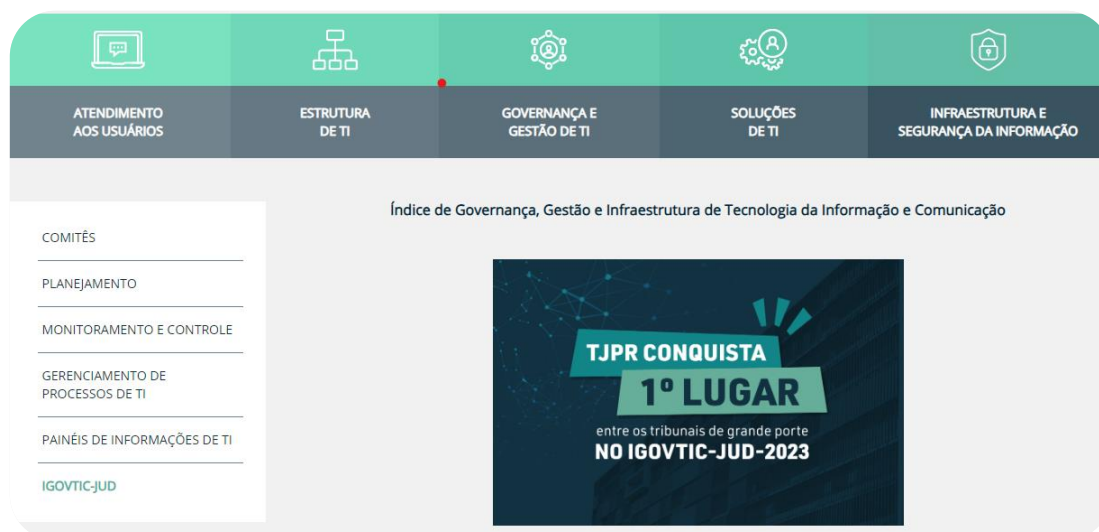 ATENDIMENTO
AOS USUÁRIOS
ESTRUTURA
DE TI
GOVERNANÇA E
GESTÃO DE TI
SOLUÇÕES
DE TI
INFRAESTRUTURA E
SEGURANÇA DA INFORMAÇÃO
COMITÊS
PLANEJAMENTO
MONITORAMENTO E CONTROLE
GERENCIAMENTO DE
PROCESSOS DE TI
PAINÉIS DE INFORMAÇÕES DE TI
IGOVTIC-JUD
Índice de Governança, Gestão e Infraestrutura de Tecnologia da Informação e Comunicação
TJPR CONQUISTA
1º LUGAR
entre os tribunais de grande porte
NO IGOVTIC-JUD-2023